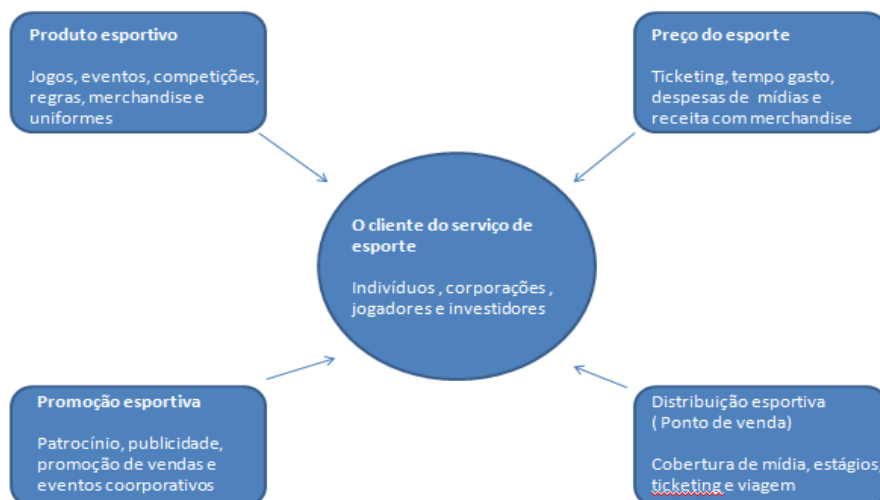 Produto esportivo
Jogos, eventos, competições,
regras, merchandise e
uniformes
Preço do esporte
Ticketing, tempo gasto,
despesas de mídias e
receita com merchandise
O cliente do serviço de
esporte
Indivíduos , corporações ,
jogadores e investidores
Promoção esportiva
Patrocínio, publicidade,
promoção de vendas e
eventos coorporativos
Distribuição esportiva
( Ponto de venda)
Cobertura de mídia, estágios,
ticketing e viagem